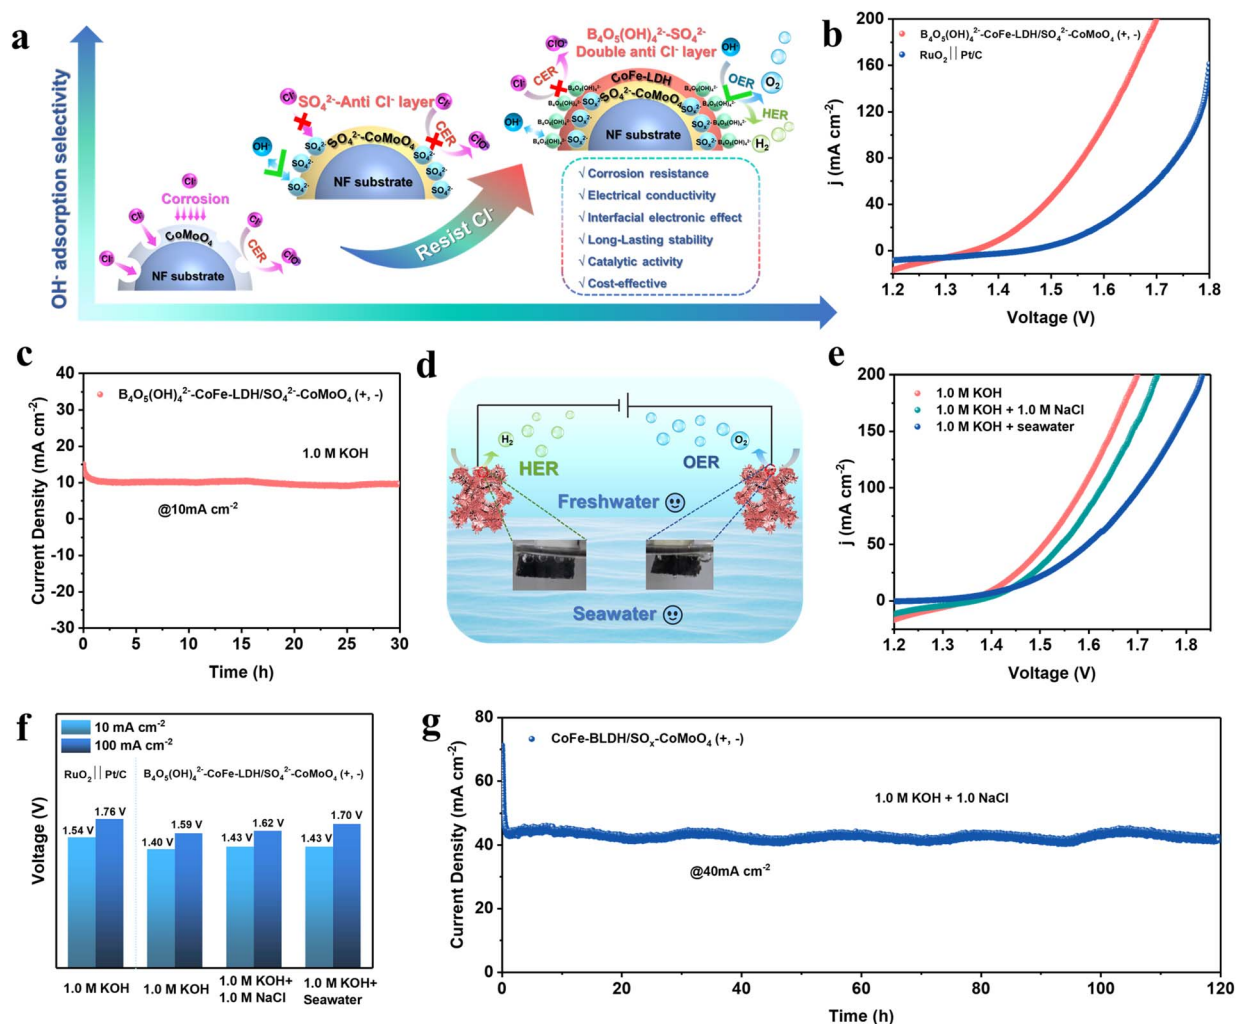 a
OH⁻ adsorption selectivity
Cl⁻
Corrosion
Cl⁻
Cl⁻
CoMoO₄
CER
Cl⁻
ClO⁻
NF substrate
Cl⁻
SO₄²⁻-Anti Cl⁻ layer
Cl⁻
CER
OH⁻
SO₄²⁻-CoMoO₄
ClO⁻
SO₄²⁻
SO₄²⁻
SO₄²⁻
SO₄²⁻
SO₄²⁻
SO₄²⁻
NF substrate
Resist Cl⁻
B₄O₅(OH)₄²⁻-SO₄²⁻
Double anti Cl⁻ layer
ClO⁻
OH⁻
Cl⁻
CER
CoFe-LDH
OER
O₂
B₄O₅(OH)₄²⁻
SO₄²⁻-CoMoO₄
HER
OH⁻
NF substrate
H₂
√ Corrosion resistance
√ Electrical conductivity
√ Interfacial electronic effect
√ Long-Lasting stability
√ Catalytic activity
√ Cost-effective
b
B₄O₅(OH)₄²⁻-CoFe-LDH/SO₄²⁻-CoMoO₄ (+, -)
RuO₂││Pt/C
j (mA cm⁻²)
200
160
120
80
40
0
1.2 1.3 1.4 1.5 1.6 1.7 1.8
Voltage (V)
c
B₄O₅(OH)₄²⁻-CoFe-LDH/SO₄²⁻-CoMoO₄ (+, -)
1.0 M KOH
@10mA cm⁻²
Current Density (mA cm⁻²)
40
30
20
10
0
-10
-20
-30
0 5 10 15 20 25 30
Time (h)
d
H₂
HER
OER
O₂
Freshwater
Seawater
e
1.0 M KOH
1.0 M KOH + 1.0 M NaCl
1.0 M KOH + seawater
j (mA cm⁻²)
200
150
100
50
0
1.2 1.3 1.4 1.5 1.6 1.7 1.8
Voltage (V)
f
10 mA cm⁻²
100 mA cm⁻²
RuO₂││Pt/C
B₄O₅(OH)₄²⁻-CoFe-LDH/SO₄²⁻-CoMoO₄ (+, -)
Voltage (V)
1.54 V 1.76 V 1.40 V 1.59 V 1.43 V 1.62 V 1.43 V 1.70 V
1.0 M KOH
1.0 M KOH
1.0 M KOH+
1.0 M NaCl
1.0 M KOH+
Seawater
g
CoFe-BLDH/SOₓ-CoMoO₄ (+, -)
1.0 M KOH + 1.0 NaCl
@40mA cm⁻²
Current Density (mA cm⁻²)
80
60
40
20
0
0 20 40 60 80 100 120
Time (h)